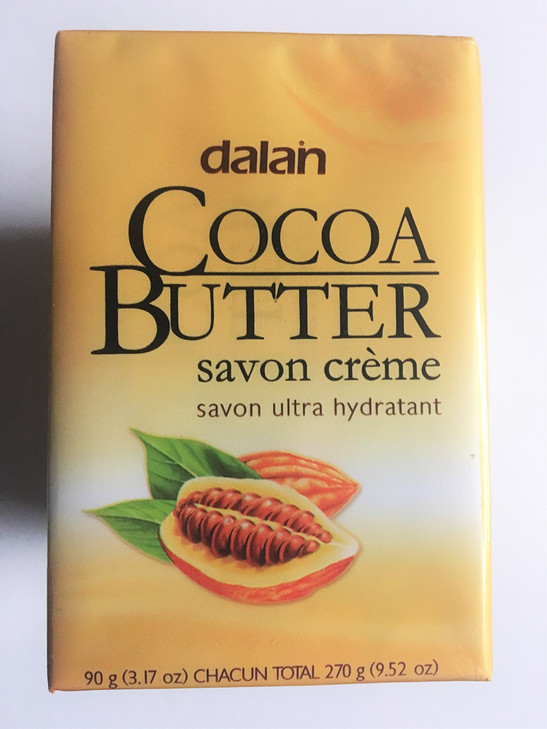 dalan
COCOA
BUTTER
savon crème
savon ultra hydratant
90 g (3.17 oz) CHACUN TOTAL 270 g (9.52 oz)